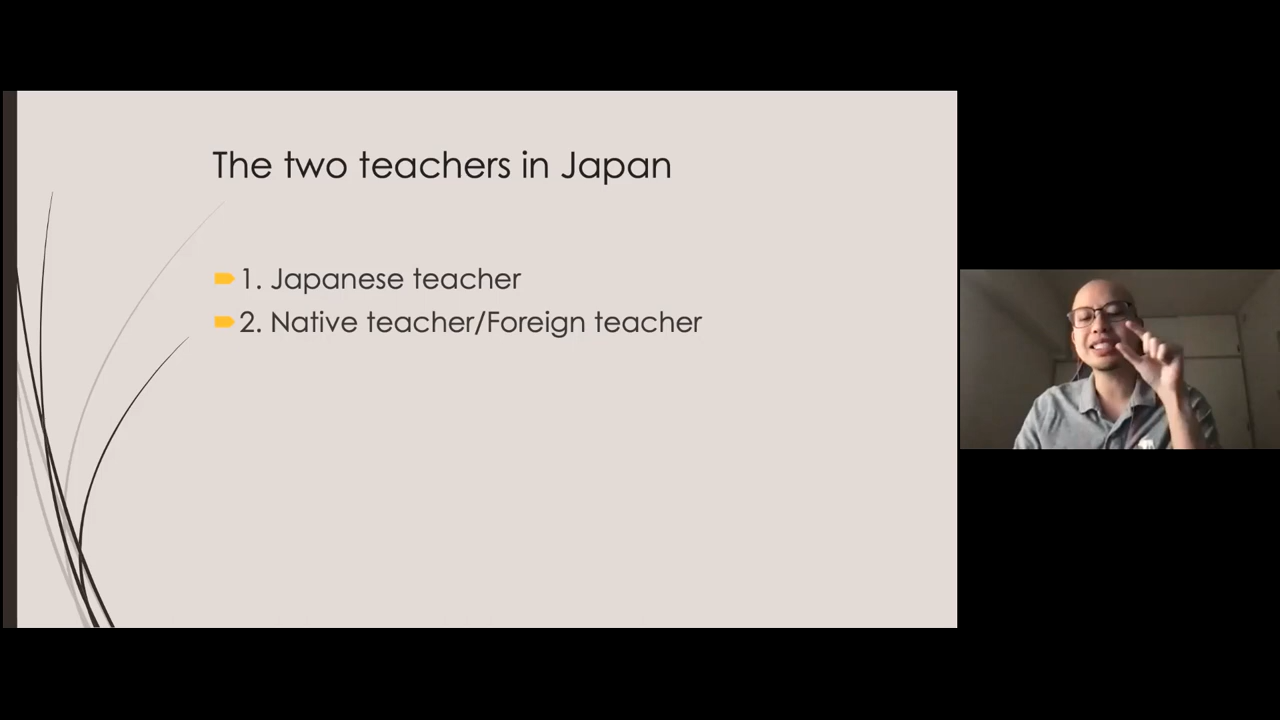 The two teachers in Japan
1. Japanese teacher
2. Native teacher/Foreign teacher